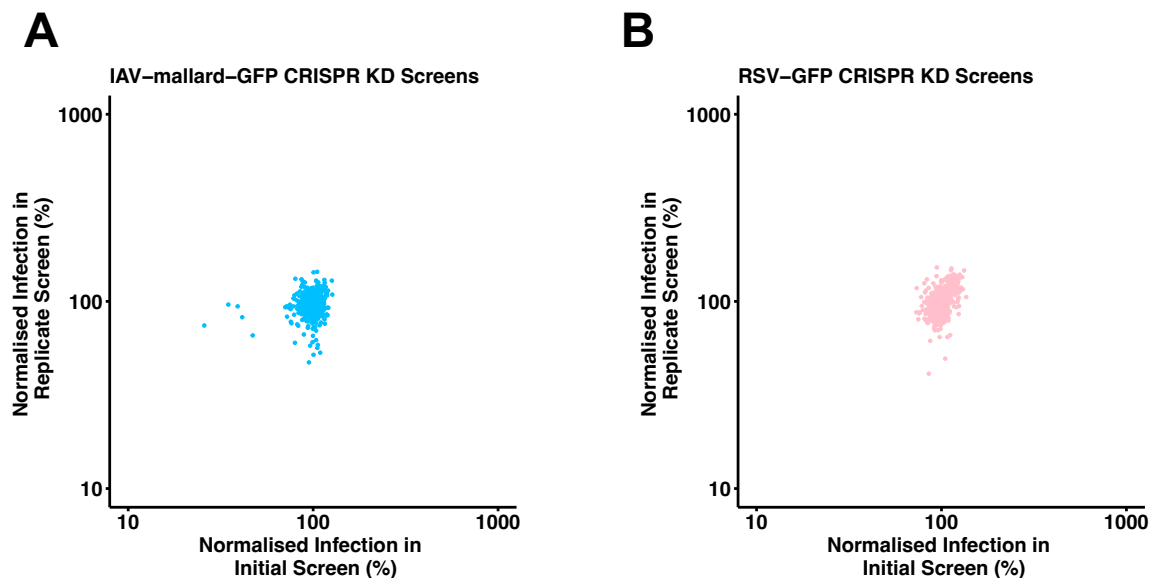 A
IAV–mallard–GFP CRISPR KD Screens
Normalised Infection in
Replicate Screen (%)
1000
100
10
10
100
1000
Normalised Infection in
Initial Screen (%)
B
RSV–GFP CRISPR KD Screens
Normalised Infection in
Replicate Screen (%)
1000
100
10
10
100
1000
Normalised Infection in
Initial Screen (%)